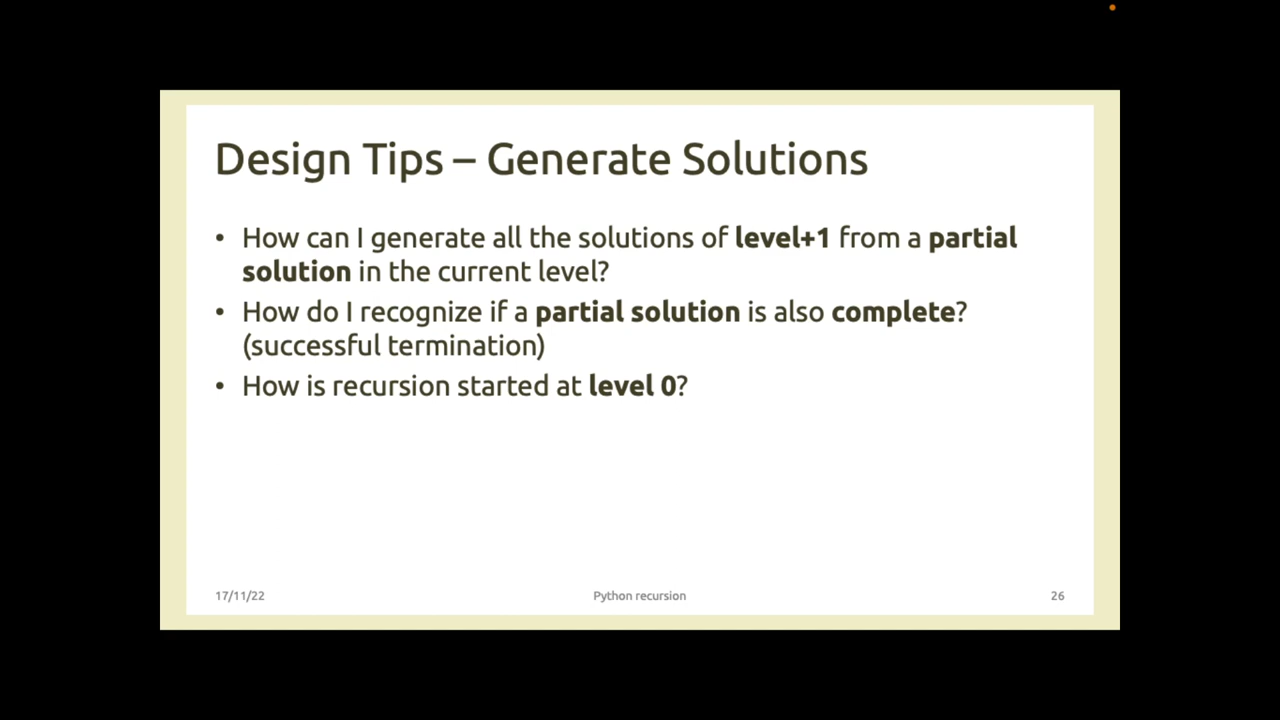 Design Tips – Generate Solutions
• How can I generate all the solutions of level+1 from a partial
solution in the current level?
• How do I recognize if a partial solution is also complete?
(successful termination)
• How is recursion started at level 0?
17/11/22
Python recursion
26